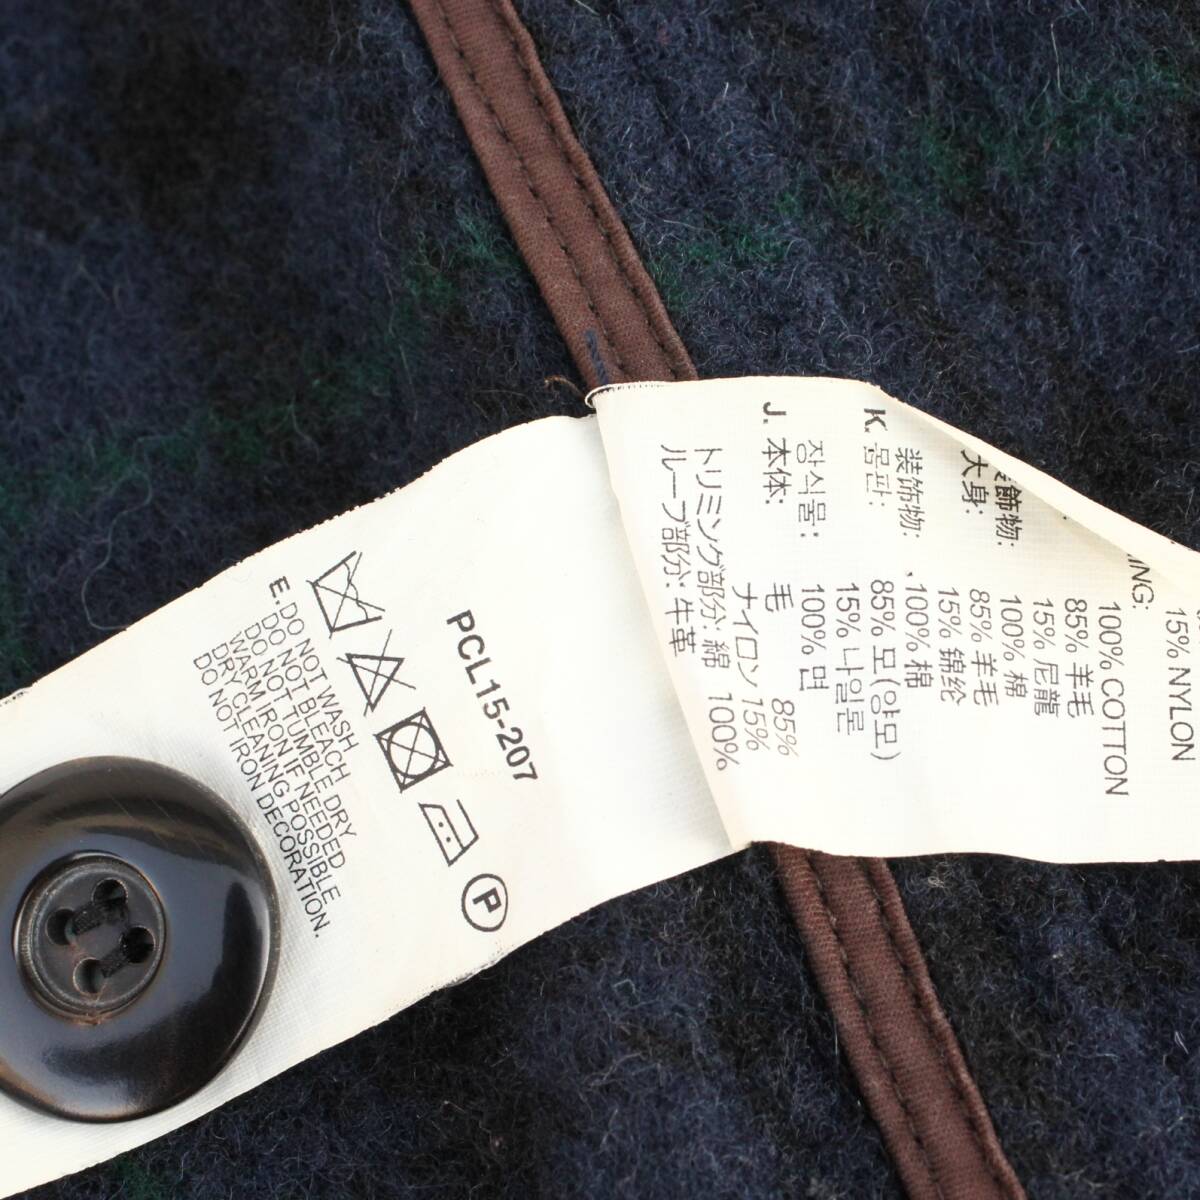 PCL15-207
P
E.DO NOT WASH
DO NOT BLEACH
DO NOT TUMBLE DRY
WARM IRON IF NEEDED
DRY CLEANING POSSIBLE
DO NOT IRON DECORATION.
15% NYLON
100% COTTON
大身: 85% 羊毛
15% 尼龍
飾物: 100% 棉
85% 羊毛
15% 锦纶
装饰物: 100% 棉
K. 몸판: 85% 모(양모)
15% 나일론
장식물: 100% 면
J. 本体: 毛 85%
ナイロン 15%
トリミング部分: 綿 100%
ループ部分: 牛革